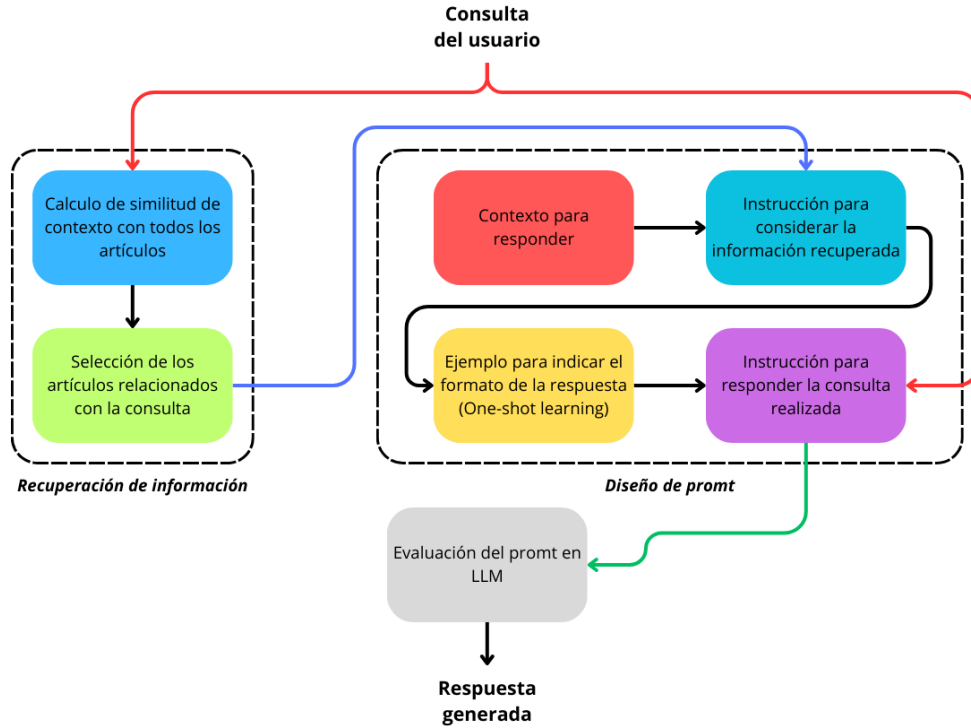 Consulta
del usuario
Calculo de similitud de
contexto con todos los
artículos
Selección de los
artículos relacionados
con la consulta
Recuperación de información
Contexto para
responder
Instrucción para
considerar la
información recuperada
Ejemplo para indicar el
formato de la respuesta
(One-shot learning)
Instrucción para
responder la consulta
realizada
Diseño de promt
Evaluación del promt en
LLM
Respuesta
generada